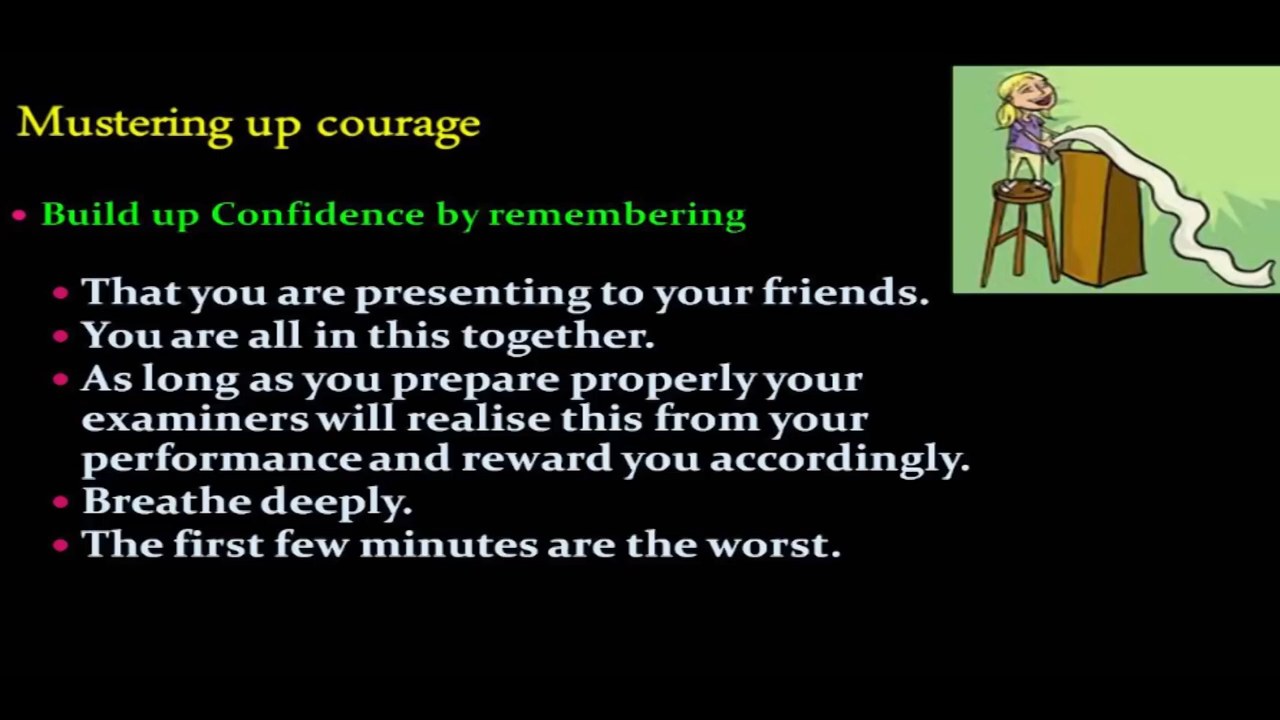 Mustering up courage
• Build up Confidence by remembering
• That you are presenting to your friends.
• You are all in this together.
• As long as you prepare properly your
examiners will realise this from your
performance and reward you accordingly.
• Breathe deeply.
• The first few minutes are the worst.